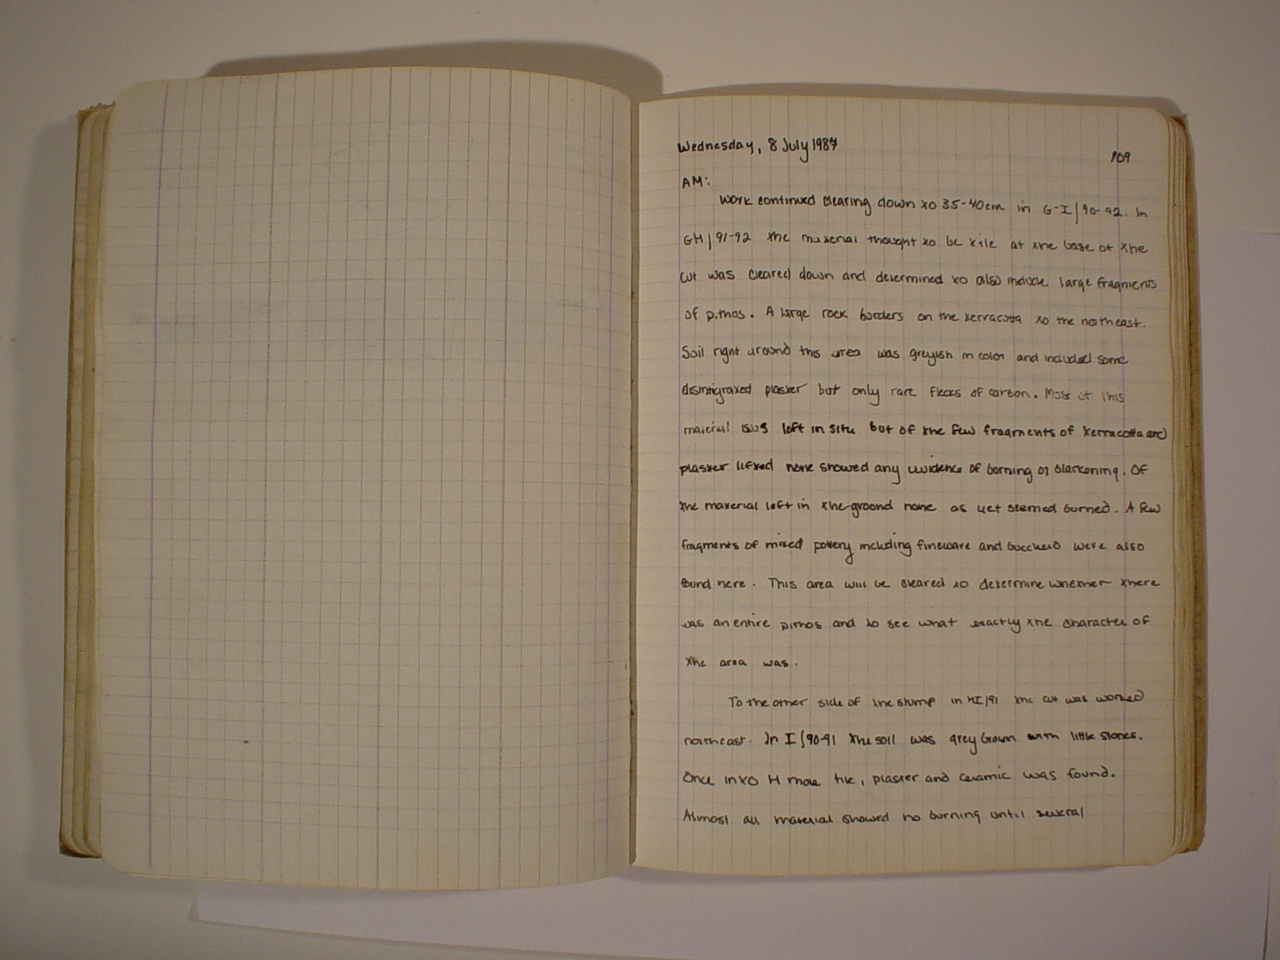 Wednesday, 8 July 1987
109
AM:
Work continued clearing down to 35-40cm in G-I/90-92. In
GH/91-92 the material thought to be tile at the base of the
cut was cleared down and determined to also include large fragments
of pithos. A large rock borders on the terracotta to the northeast.
Soil right around this area was greyish in color and included some
disintigrated plaster but only rare flecks of carbon. Most of this
material was left in situ but of the few fragments of terracotta and
plaster lifted none showed any evidence of burning or blackening. Of
the material left in the ground none as yet seemed burned. A few
fragments of mixed pottery including fineware and bucchero were also
found here. This area will be cleared to determine whether there
was an entire pithos and to see what exactly the character of
the area was.
To the other side of the stump in HI/91 the cut was worked
northeast. In I/90-91 the soil was grey brown with little stones.
Once into H more tile, plaster and ceramic was found.
Almost all material showed no burning until several